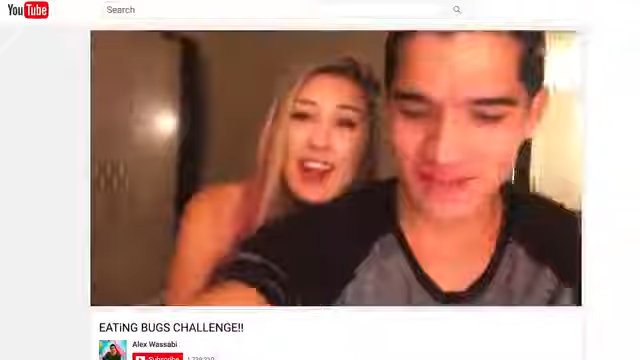 YouTube
Search
EATiNG BUGS CHALLENGE!!
Alex Wassabi
Subscribe